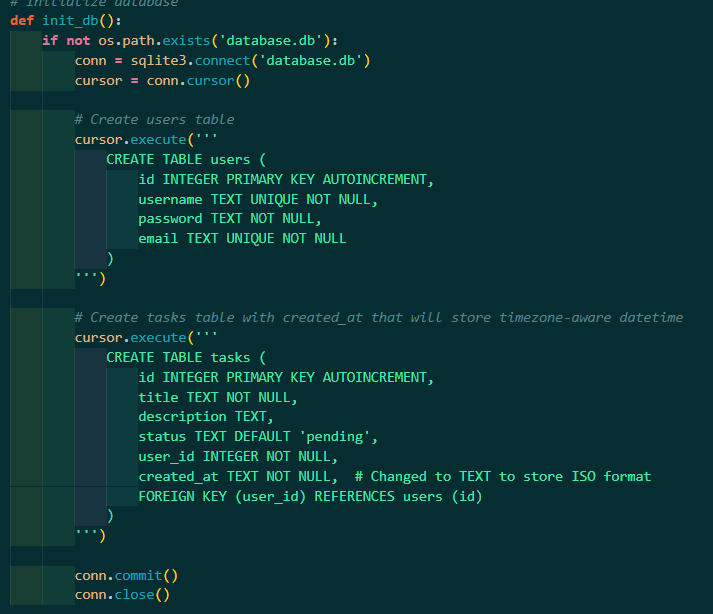 # Initialize database
def init_db():
    if not os.path.exists('database.db'):
        conn = sqlite3.connect('database.db')
        cursor = conn.cursor()

        # Create users table
        cursor.execute('''
            CREATE TABLE users (
                id INTEGER PRIMARY KEY AUTOINCREMENT,
                username TEXT UNIQUE NOT NULL,
                password TEXT NOT NULL,
                email TEXT UNIQUE NOT NULL
            )
        ''')

        # Create tasks table with created_at that will store timezone-aware datetime
        cursor.execute('''
            CREATE TABLE tasks (
                id INTEGER PRIMARY KEY AUTOINCREMENT,
                title TEXT NOT NULL,
                description TEXT,
                status TEXT DEFAULT 'pending',
                user_id INTEGER NOT NULL,
                created_at TEXT NOT NULL,  # Changed to TEXT to store ISO format
                FOREIGN KEY (user_id) REFERENCES users (id)
            )
        ''')

        conn.commit()
        conn.close()